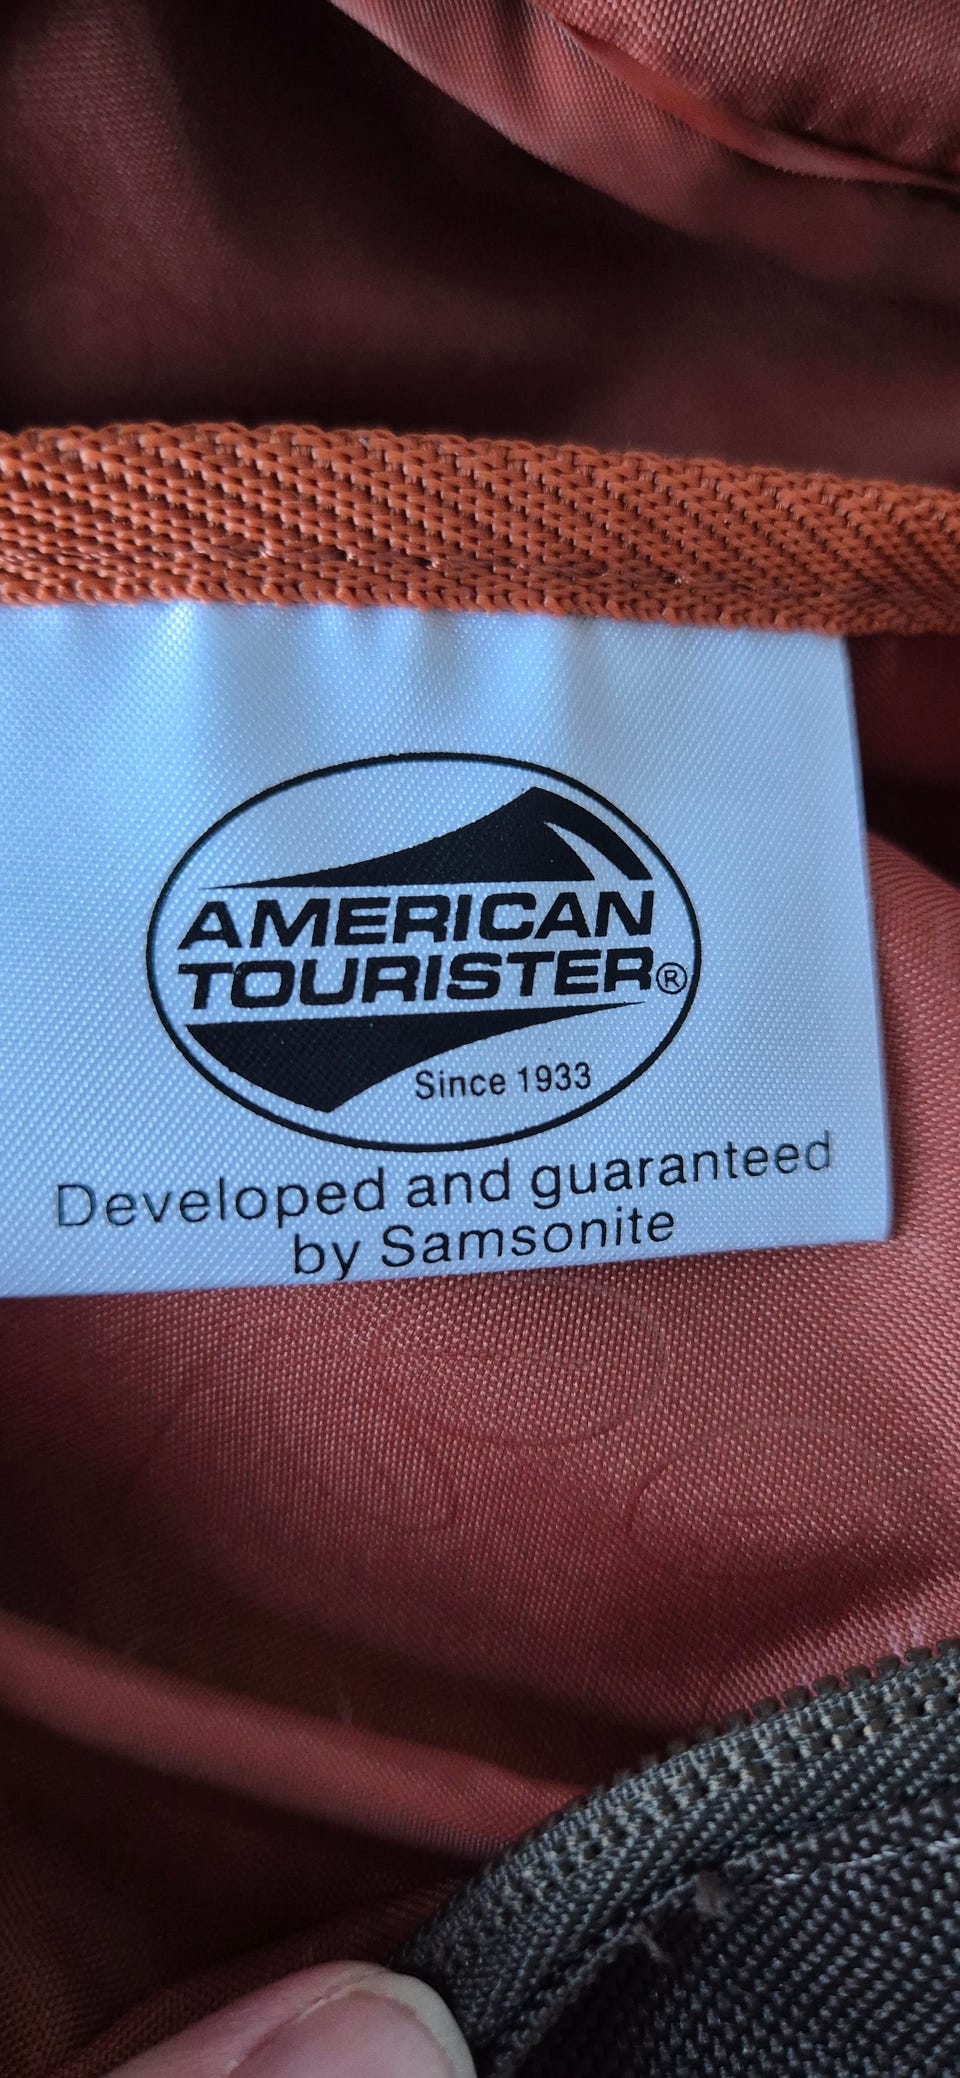 AMERICAN
TOURISTER®
Since 1933
Developed and guaranteed
by Samsonite